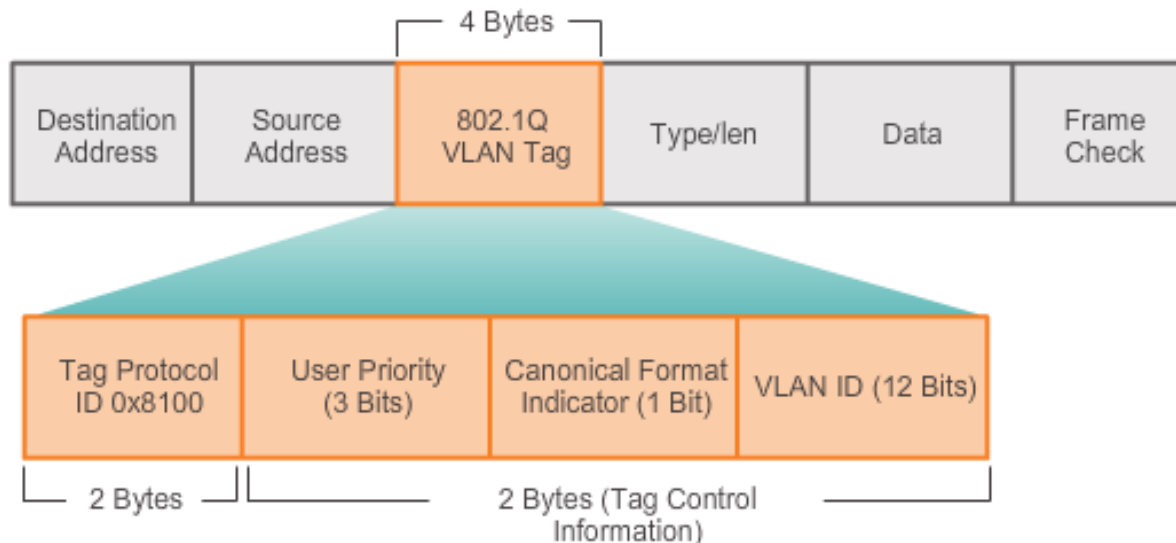 4 Bytes
Destination
Address
Source
Address
802.1Q
VLAN Tag
Type/len
Data
Frame
Check
Tag Protocol
ID 0x8100
User Priority
(3 Bits)
Canonical Format
Indicator (1 Bit)
VLAN ID (12 Bits)
2 Bytes
2 Bytes (Tag Control
Information)